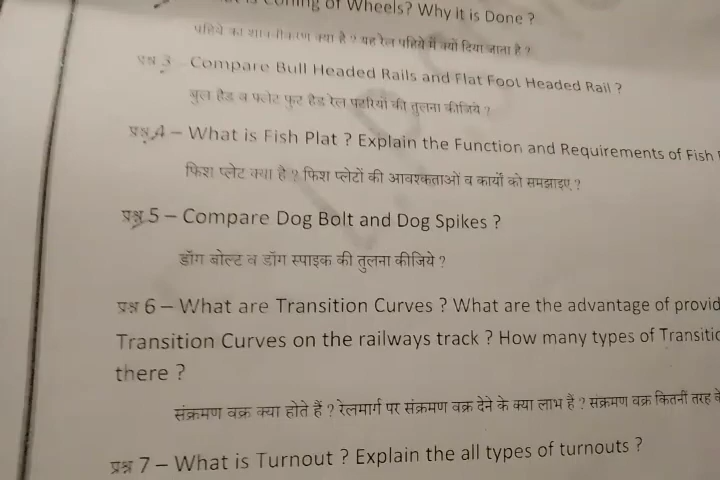 of Wheels? Why it is Done ?
पहिये का क्या है ? यह रेल पहिये में क्यों दिया जाता है ?
प्रश्न 3 Compare Bull Headed Rails and Flat Foot Headed Rail ?
बुल हैड व फ्लेट फुट हैड रेल पटरियों की तुलना कीजिये ?
प्रश्न 4 – What is Fish Plat ? Explain the Function and Requirements of Fish
फिश प्लेट क्या है ? फिश प्लेटों की आवश्कताओं व कार्यों को समझाइए ?
प्रश्न 5 – Compare Dog Bolt and Dog Spikes ?
डॉग बोल्ट व डॉग स्पाइक की तुलना कीजिये ?
प्रश्न 6 – What are Transition Curves ? What are the advantage of provid
Transition Curves on the railways track ? How many types of Transitic
there ?
संक्रमण वक्र क्या होते हैं ? रेलमार्ग पर संक्रमण वक्र देने के क्या लाभ है ? संक्रमण वक्र कितनीं तरह के
प्रश्न 7 – What is Turnout ? Explain the all types of turnouts ?